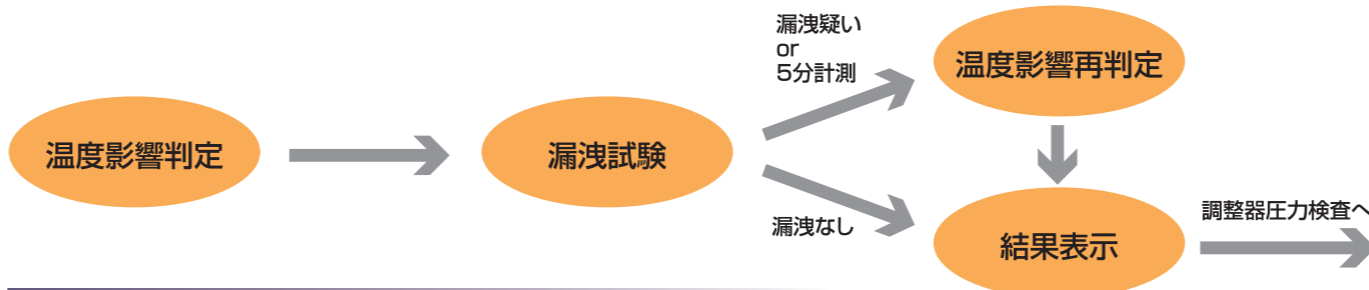 温度影響判定
漏洩試験
漏洩疑い
or
5分計測
温度影響再判定
漏洩なし
結果表示
調整器圧力検査へ